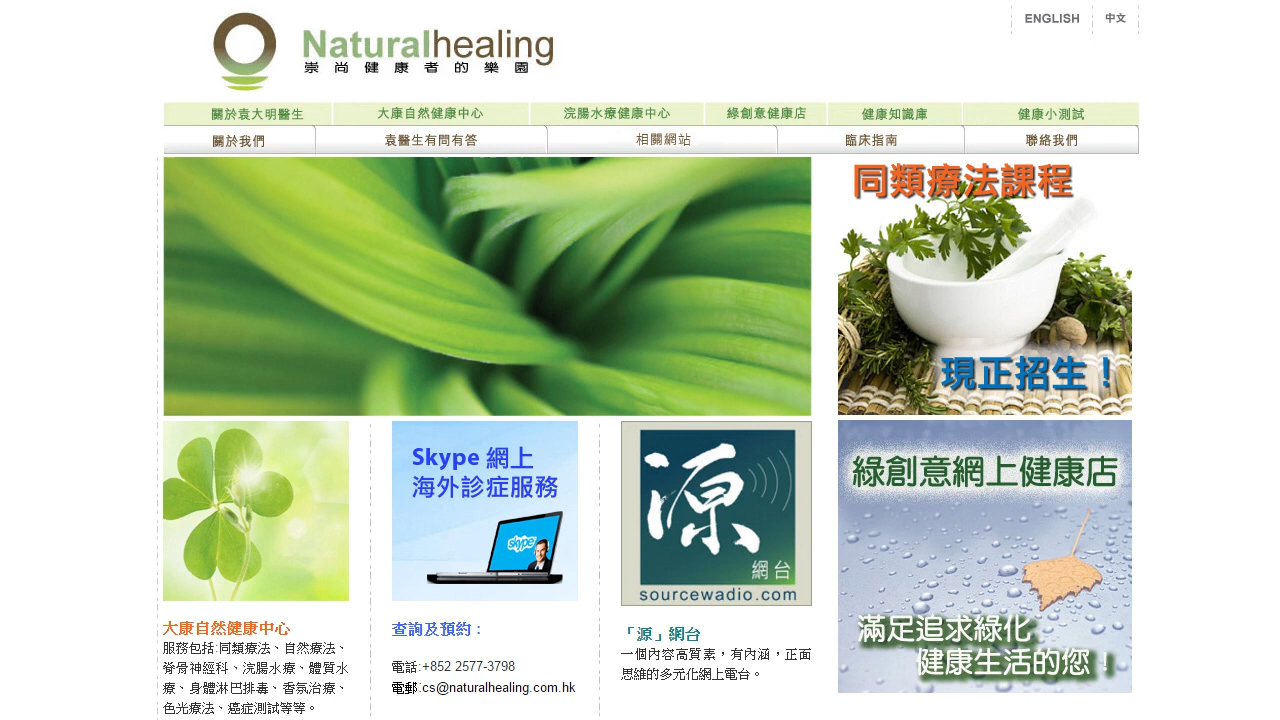 ENGLISH
中文
Naturalhealing
崇尚健康者的樂園
關於袁大明醫生
大康自然健康中心
浣腸水療健康中心
綠創意健康店
健康知識庫
健康小測試
關於我們
袁醫生有問有答
相關網站
臨床指南
聯絡我們
同類療法課程
現正招生！
Skype 網上
海外診症服務
skype
源
網台
sourcewadio.com
綠創意網上健康店
滿足追求綠化
健康生活的您！
大康自然健康中心
服務包括:同類療法、自然療法、
脊骨神經科、浣腸水療、體質水
療、身體淋巴排毒、香氛治療、
色光療法、癌症測試等等。
查詢及預約：
電話:+852 2577-3798
電郵:cs@naturalhealing.com.hk
「源」網台
一個內容高質素，有內涵，正面
思維的多元化網上電台。